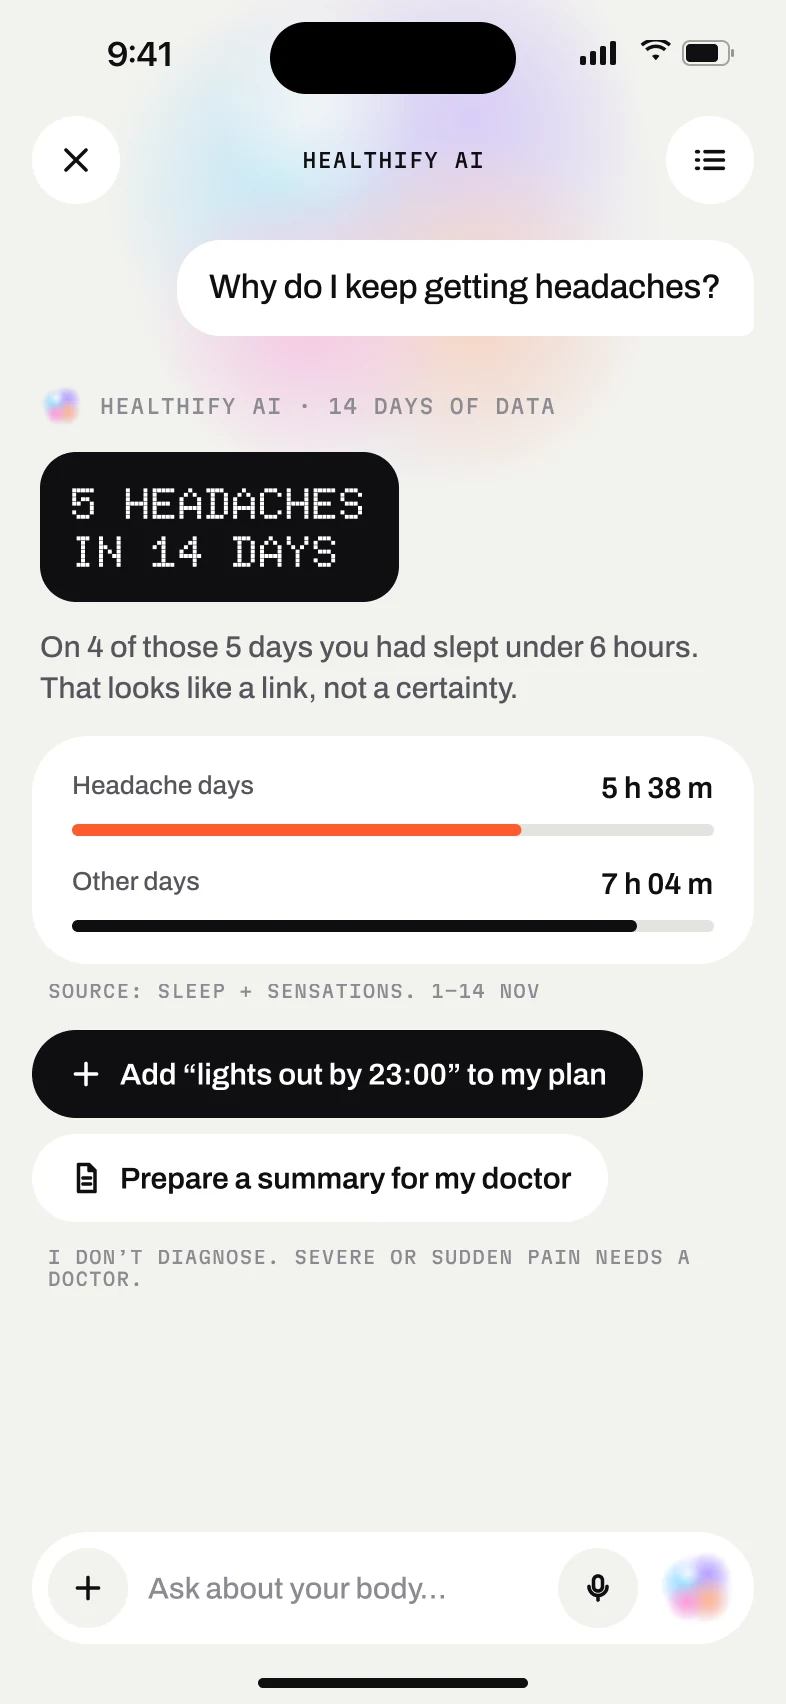 9:41
HEALTHIFY AI
Why do I keep getting headaches?
HEALTHIFY AI · 14 DAYS OF DATA
5 HEADACHES
IN 14 DAYS
On 4 of those 5 days you had slept under 6 hours.
That looks like a link, not a certainty.
Headache days 5 h 38 m
Other days 7 h 04 m
SOURCE: SLEEP + SENSATIONS. 1–14 NOV
Add “lights out by 23:00” to my plan
Prepare a summary for my doctor
I DON’T DIAGNOSE. SEVERE OR SUDDEN PAIN NEEDS A
DOCTOR.
Ask about your body…